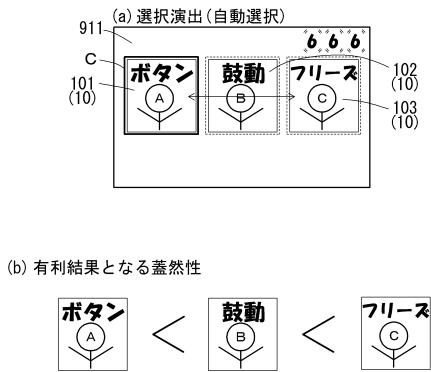 (a) 選択演出(自動選択)
911
6 6 6
C
ボタン 鼓動 フリーズ
101
(10)
102
(10)
103
(10)
A B C
(b) 有利結果となる蓋然性
ボタン < 鼓動 < フリーズ
A B C